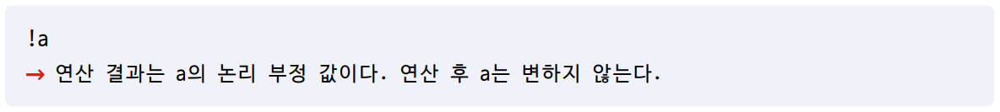 !a
→ 연산 결과는 a의 논리 부정 값이다. 연산 후 a는 변하지 않는다.